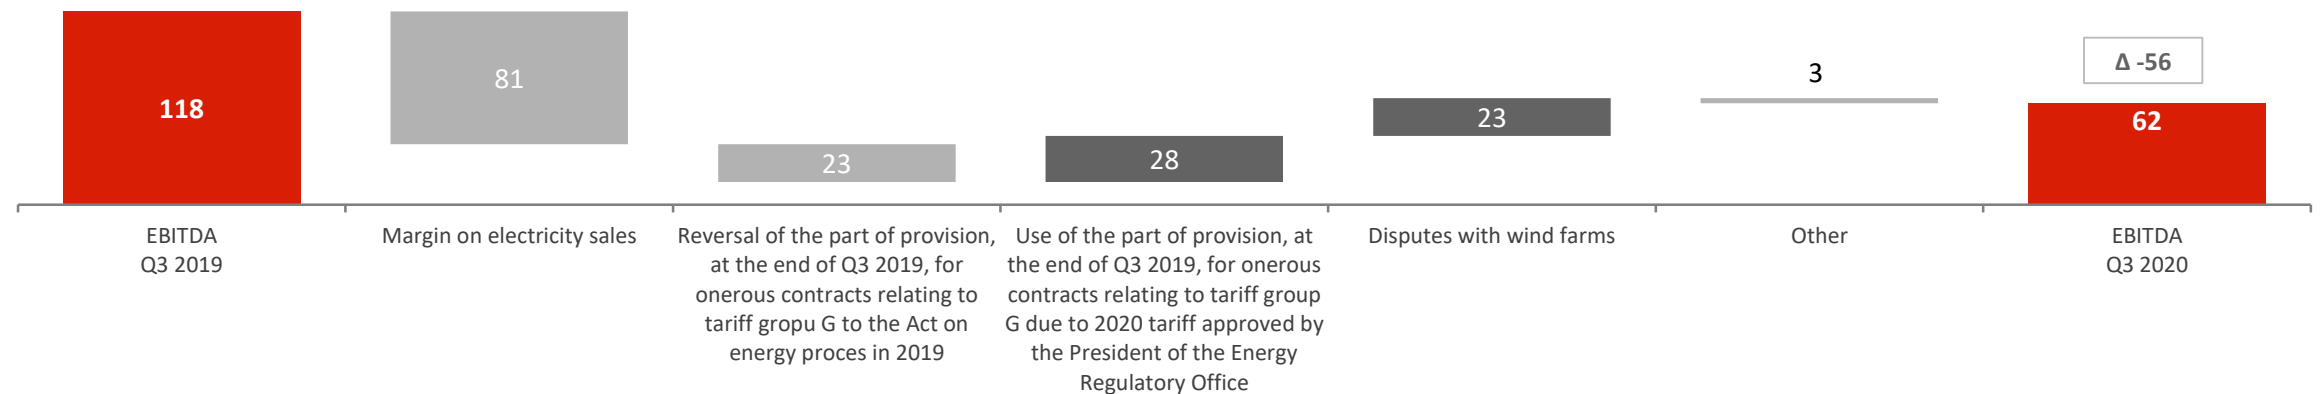 118
81
23
28
23
3
Δ -56
62
EBITDA
Q3 2019
Margin on electricity sales
Reversal of the part of provision,
at the end of Q3 2019, for
onerous contracts relating to
tariff gropu G to the Act on
energy proces in 2019
Use of the part of provision, at
the end of Q3 2019, for onerous
contracts relating to tariff group
G due to 2020 tariff approved by
the President of the Energy
Regulatory Office
Disputes with wind farms
Other
EBITDA
Q3 2020